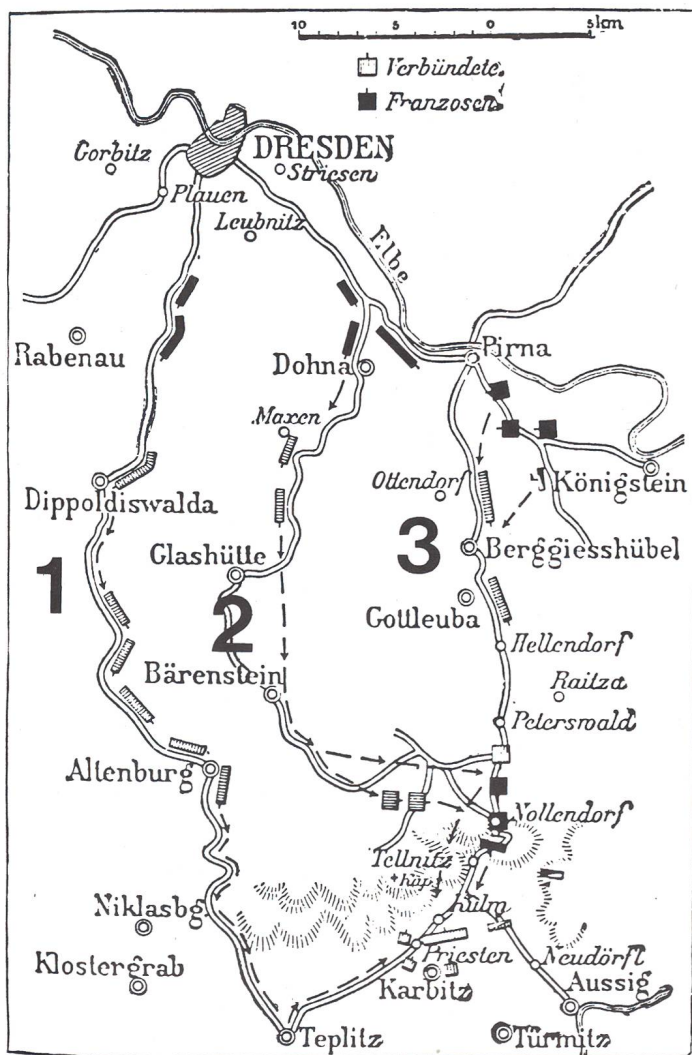 10 5 0 5 km
Verbündete.
Franzosen
DRESDEN
Gorbitz
Striesen
Plauen
Leubnitz
Elbe
Rabenau
Dohna
Pirna
Maxen
Ottendorf
Königstein
Dippoldiswalda
3
Berggiesshübel
Glashütte
1
2
Gottleuba
Hellendorf
Bärenstein
Raitza
Peterswald
Altenburg
Nollendorf
Tellnitz
Kap.
Kulm
Niklasbg
Priesten
Neudörfl
Klostergrab
Karbitz
Aussig
Teplitz
Türmitz